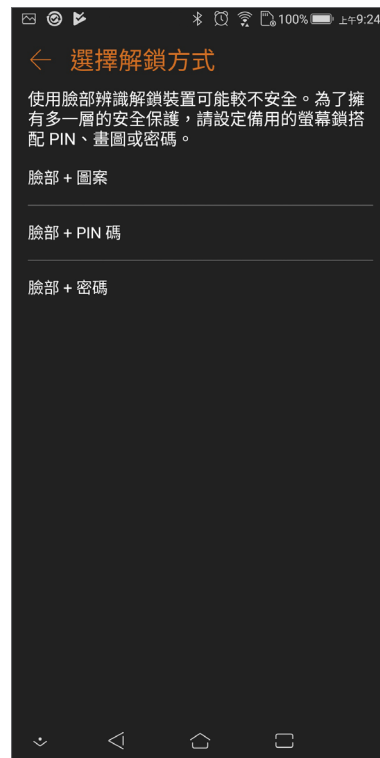 100% 上午9:24
選擇解鎖方式
使用臉部辨識解鎖裝置可能較不安全。為了擁
有多一層的安全保護，請設定備用的螢幕鎖搭
配 PIN、畫圖或密碼。
臉部 + 圖案
臉部 + PIN 碼
臉部 + 密碼